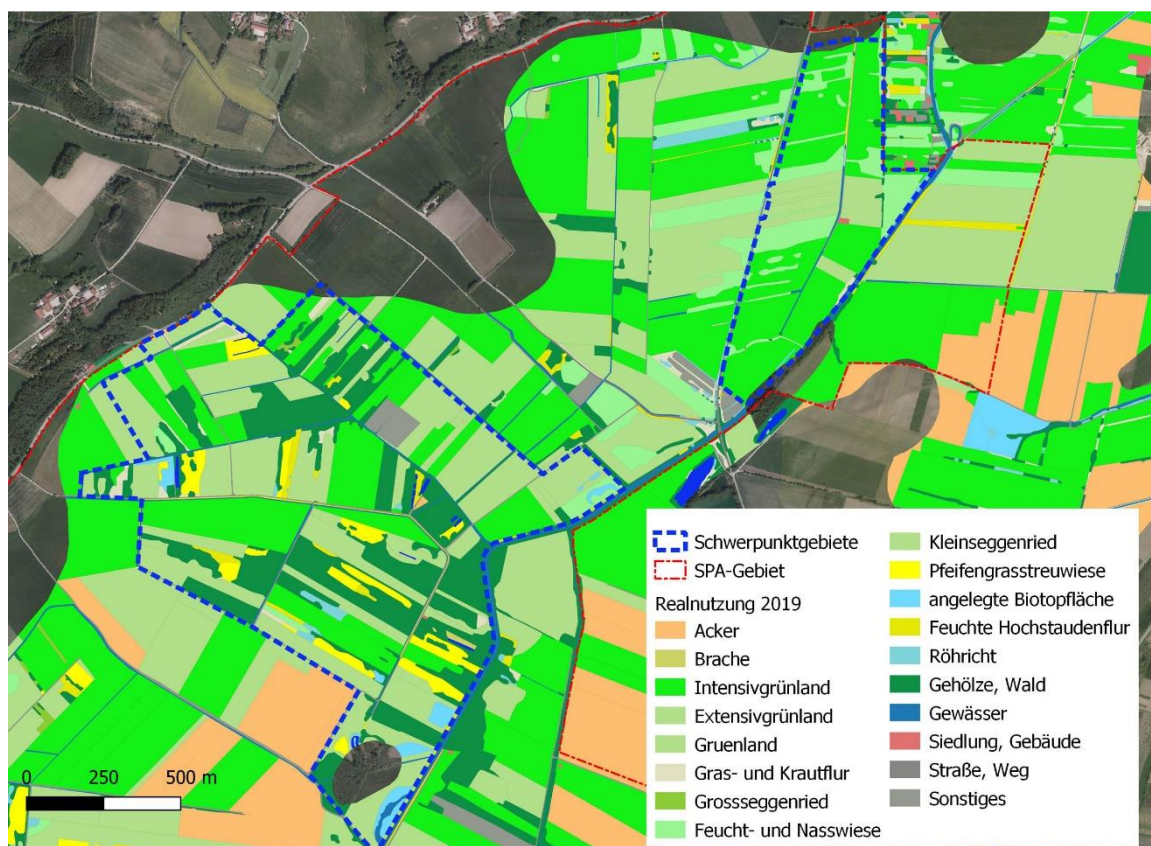 Schwerpunktgebiete
SPA-Gebiet
Realnutzung 2019
Acker
Brache
Intensivgrünland
Extensivgrünland
Gruenland
Gras- und Krautflur
Grossseggenried
Feucht- und Nasswiese
Kleinseggenried
Pfeifengrasstreuwiese
angelegte Biotopfläche
Feuchte Hochstaudenflur
Röhricht
Gehölze, Wald
Gewässer
Siedlung, Gebäude
Straße, Weg
Sonstiges
0 250 500 m